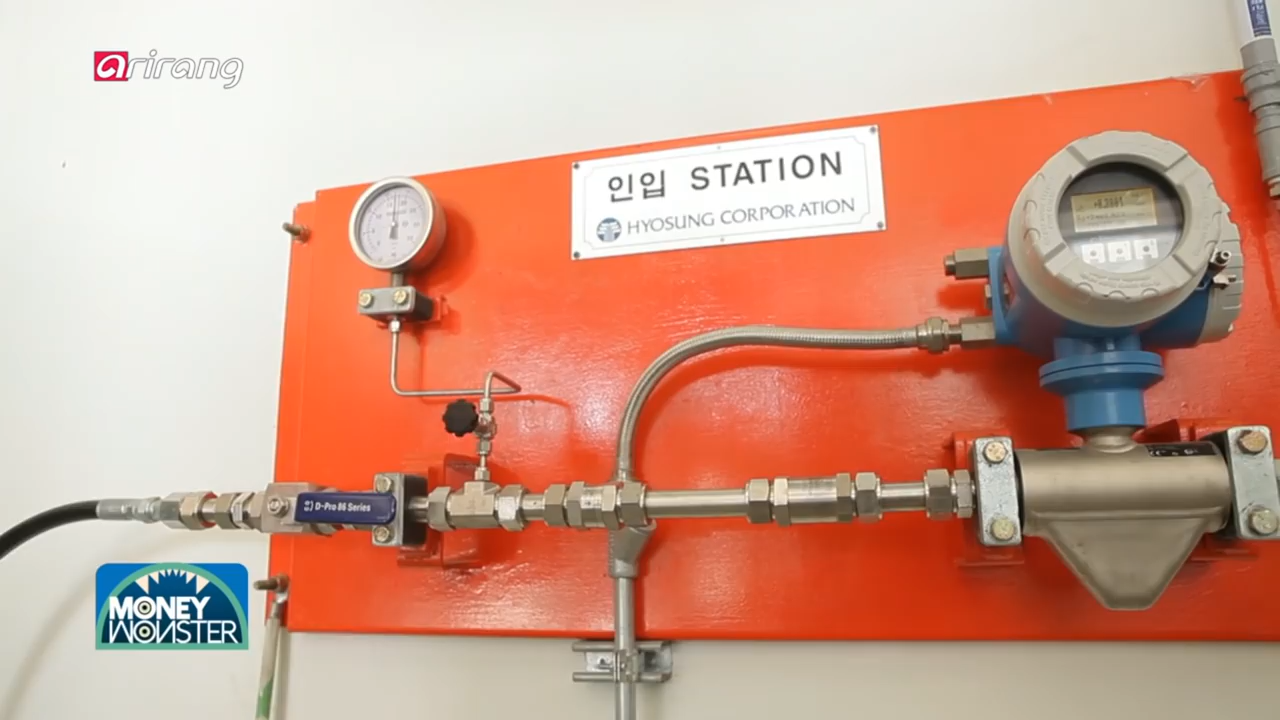 arirang
인입 STATION
HYOSUNG CORPORATION
D-Pro 86 Series
MONEY
MONSTER